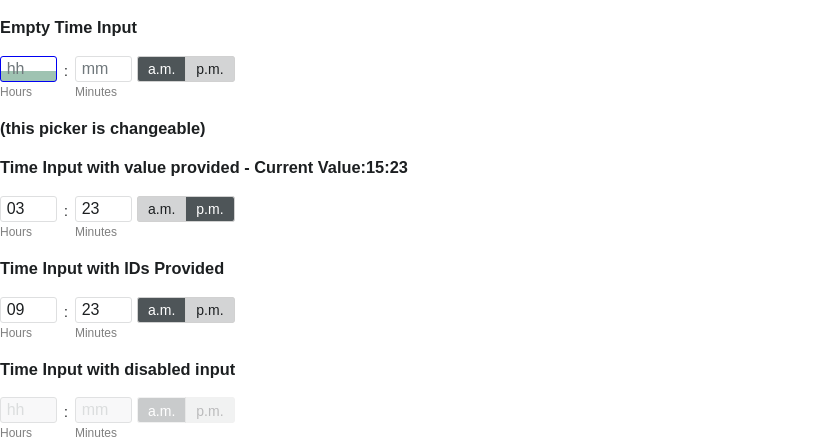 Empty Time Input
hh : mm a.m. p.m.
Hours Minutes
(this picker is changeable)
Time Input with value provided - Current Value:15:23
03 : 23 a.m. p.m.
Hours Minutes
Time Input with IDs Provided
09 : 23 a.m. p.m.
Hours Minutes
Time Input with disabled input
hh : mm a.m. p.m.
Hours Minutes